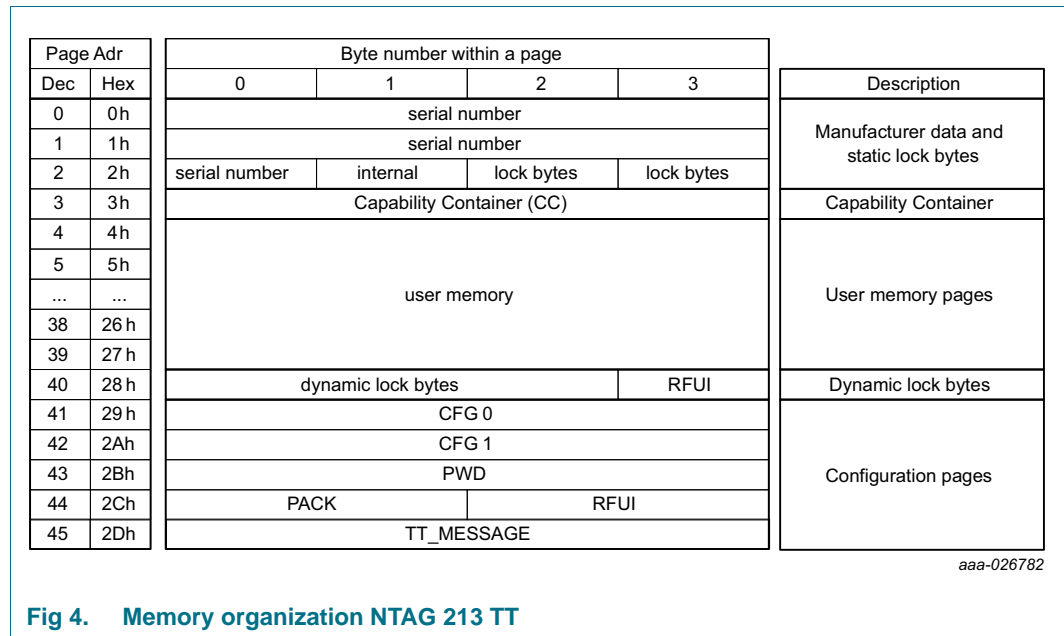 Page Adr Byte number within a page
Dec Hex 0 1 2 3 Description
0 0h serial number
1 1h serial number
Manufacturer data and
static lock bytes
2 2h serial number internal lock bytes lock bytes
3 3h Capability Container (CC) Capability Container
4 4h
5 5h
... ... user memory User memory pages
38 26h
39 27h
40 28h dynamic lock bytes RFUI Dynamic lock bytes
41 29h CFG 0
42 2Ah CFG 1
43 2Bh PWD Configuration pages
44 2Ch PACK RFUI
45 2Dh TT_MESSAGE
aaa-026782
Fig 4. Memory organization NTAG 213 TT